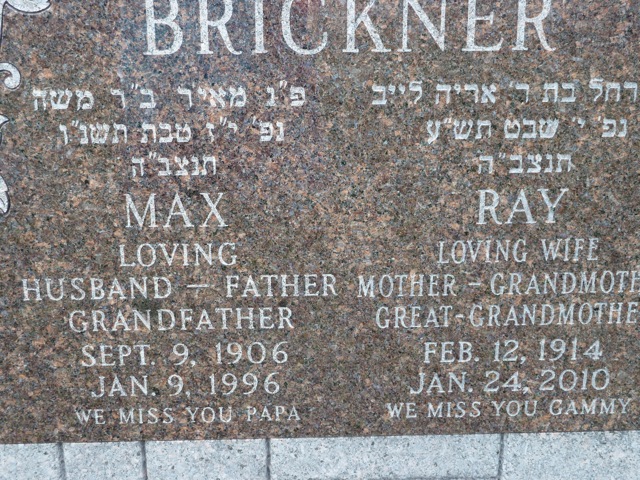 BRICKNER
פ״נ מאיר ב״ר משה
נפ׳ י״ז טבת תשנ״ו
תנצב״ה
MAX
LOVING
HUSBAND — FATHER
GRANDFATHER
SEPT. 9, 1906
JAN. 9, 1996
WE MISS YOU PAPA
רחל בת ר׳ אריה לייב
נפ׳ י׳ שבט תש״ע
תנצב״ה
RAY
LOVING WIFE
MOTHER - GRANDMOTHE
GREAT-GRANDMOTHE
FEB. 12, 1914
JAN. 24, 2010
WE MISS YOU GAMMY